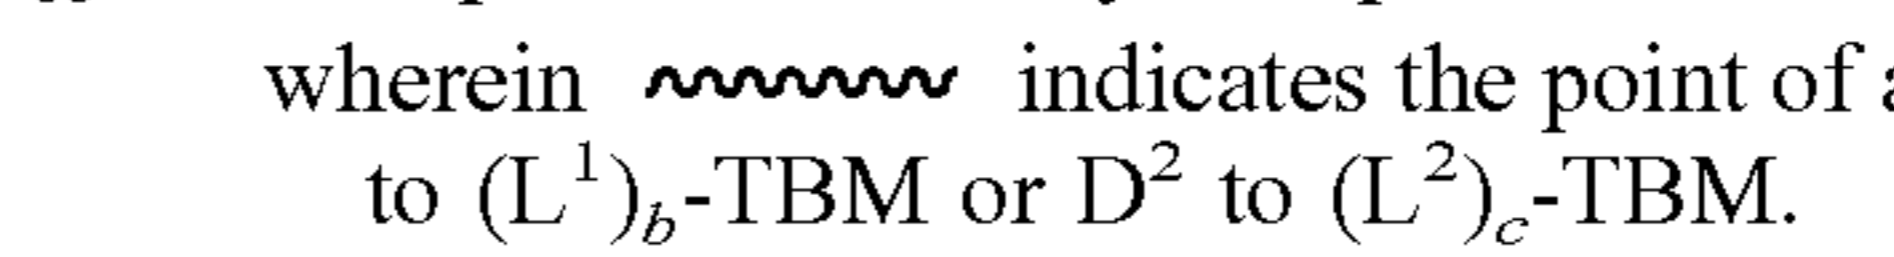 wherein indicates the point of
to (L¹)b-TBM or D² to (L²)c-TBM.